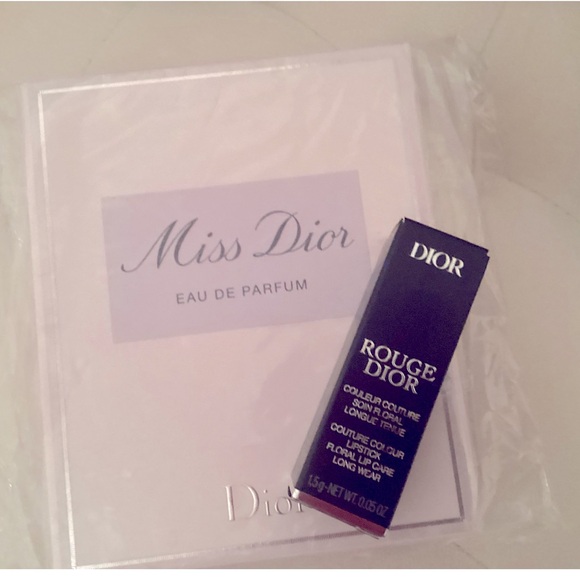 Miss Dior
EAU DE PARFUM
Dior
DIOR
ROUGE
DIOR
COULEUR COUTURE
SOIN FLORAL
LONGUE TENUE
COUTURE COLOUR
LIPSTICK
FLORAL LIP CARE
LONG WEAR
1,5g-NET WT. 0.05 OZ